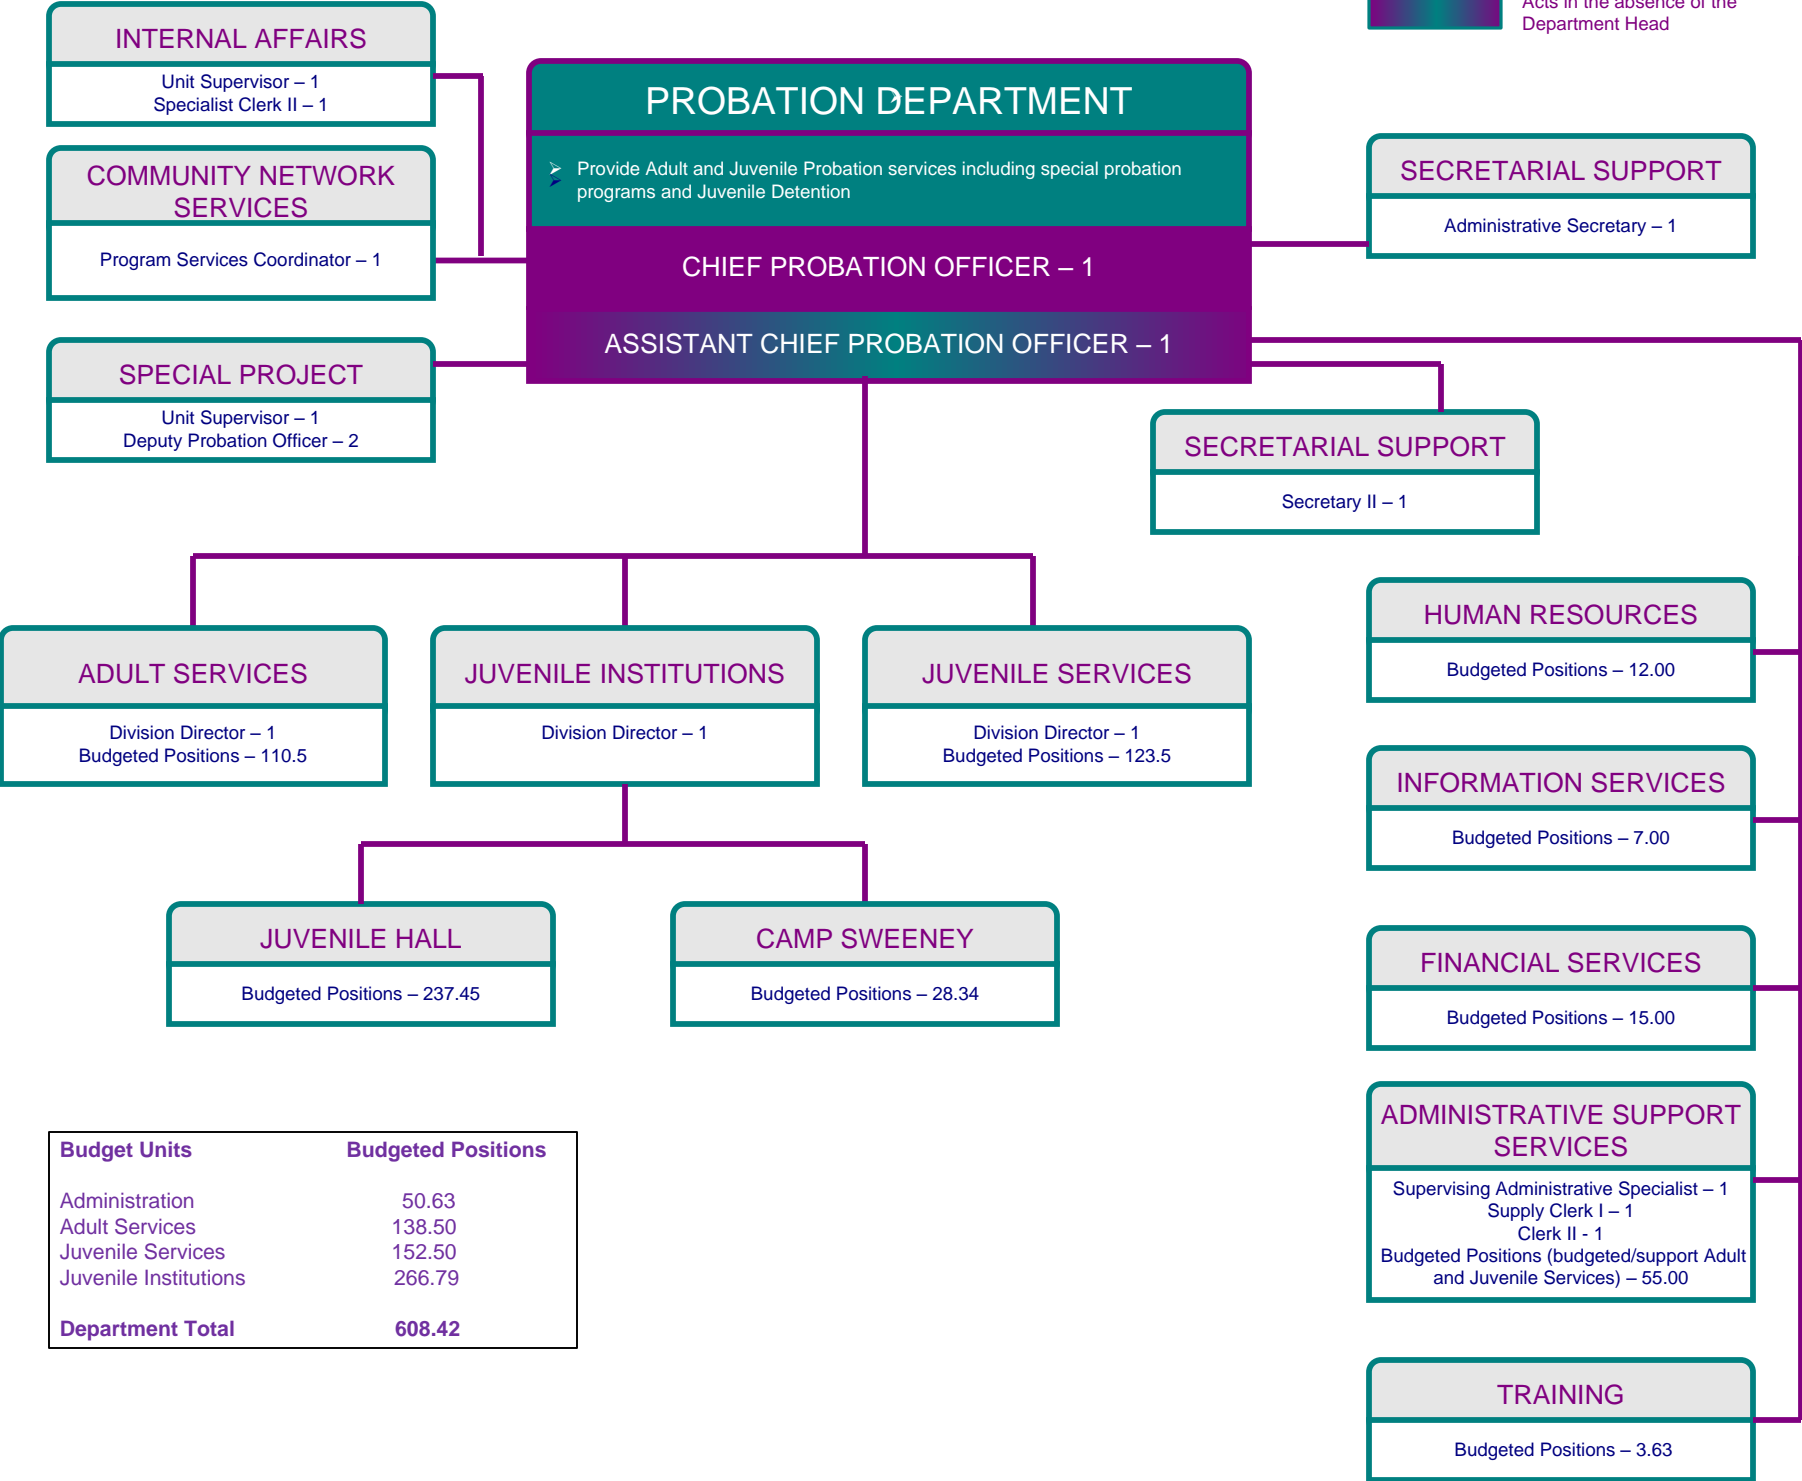 Acts in the absence of the
Department Head
INTERNAL AFFAIRS
Unit Supervisor – 1
Specialist Clerk II – 1
PROBATION DEPARTMENT
➢ Provide Adult and Juvenile Probation services including special probation
programs and Juvenile Detention
CHIEF PROBATION OFFICER – 1
ASSISTANT CHIEF PROBATION OFFICER – 1
COMMUNITY NETWORK
SERVICES
Program Services Coordinator – 1
SECRETARIAL SUPPORT
Administrative Secretary – 1
SPECIAL PROJECT
Unit Supervisor – 1
Deputy Probation Officer – 2
SECRETARIAL SUPPORT
Secretary II – 1
ADULT SERVICES
Division Director – 1
Budgeted Positions – 110.5
JUVENILE INSTITUTIONS
Division Director – 1
JUVENILE SERVICES
Division Director – 1
Budgeted Positions – 123.5
JUVENILE HALL
Budgeted Positions – 237.45
CAMP SWEENEY
Budgeted Positions – 28.34
HUMAN RESOURCES
Budgeted Positions – 12.00
INFORMATION SERVICES
Budgeted Positions – 7.00
FINANCIAL SERVICES
Budgeted Positions – 15.00
ADMINISTRATIVE SUPPORT
SERVICES
Supervising Administrative Specialist – 1
Supply Clerk I – 1
Clerk II - 1
Budgeted Positions (budgeted/support Adult
and Juvenile Services) – 55.00
TRAINING
Budgeted Positions – 3.63
Budget Units Budgeted Positions
Administration 50.63
Adult Services 138.50
Juvenile Services 152.50
Juvenile Institutions 266.79
Department Total 608.42